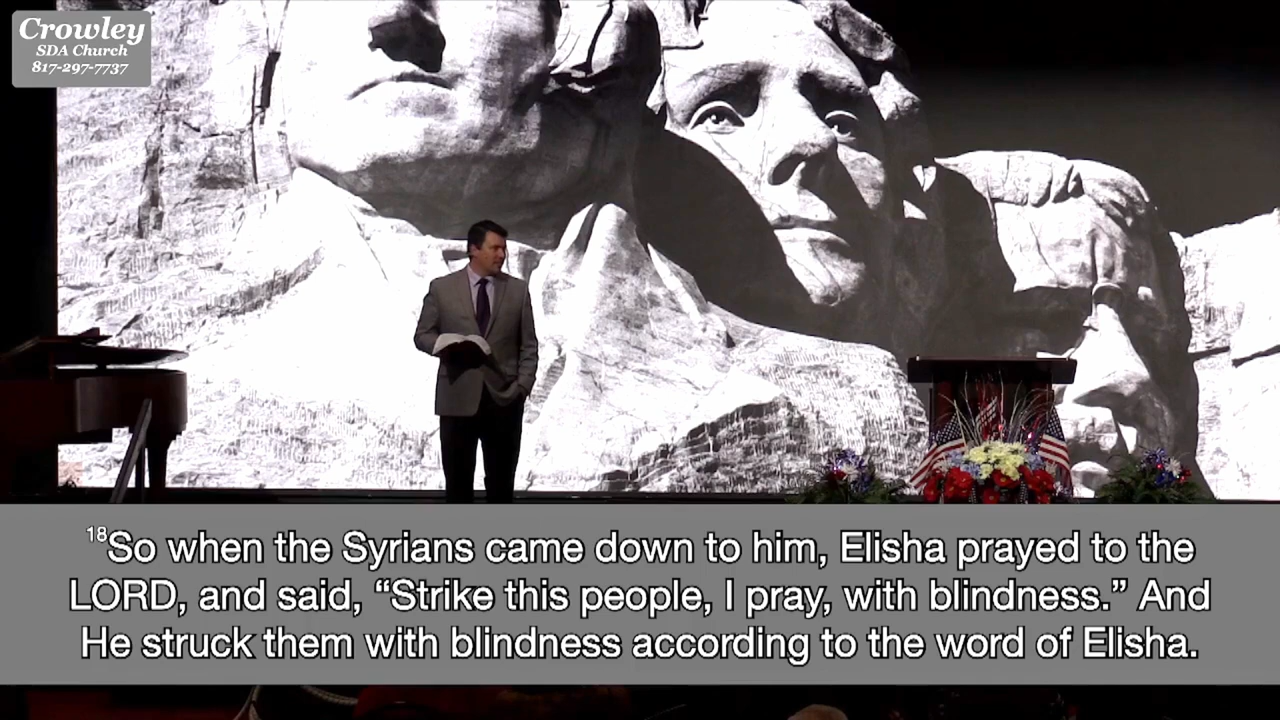 Crowley
SDA Church
817-297-7737
18So when the Syrians came down to him, Elisha prayed to the
LORD, and said, “Strike this people, I pray, with blindness.” And
He struck them with blindness according to the word of Elisha.